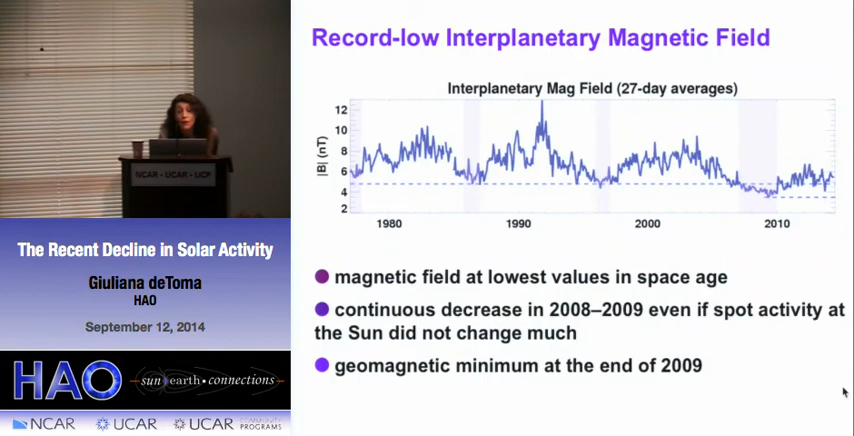 Record-low Interplanetary Magnetic Field
Interplanetary Mag Field (27-day averages)
12
10
8
6
4
2
|B| (nT)
1980 1990 2000 2010
magnetic field at lowest values in space age
continuous decrease in 2008–2009 even if spot activity at
the Sun did not change much
geomagnetic minimum at the end of 2009
NCAR • UCAR • UCP
The Recent Decline in Solar Activity
Giuliana deToma
HAO
September 12, 2014
HAO
sun earth • connections
NCAR UCAR UCAR COMMUNITY
PROGRAMS